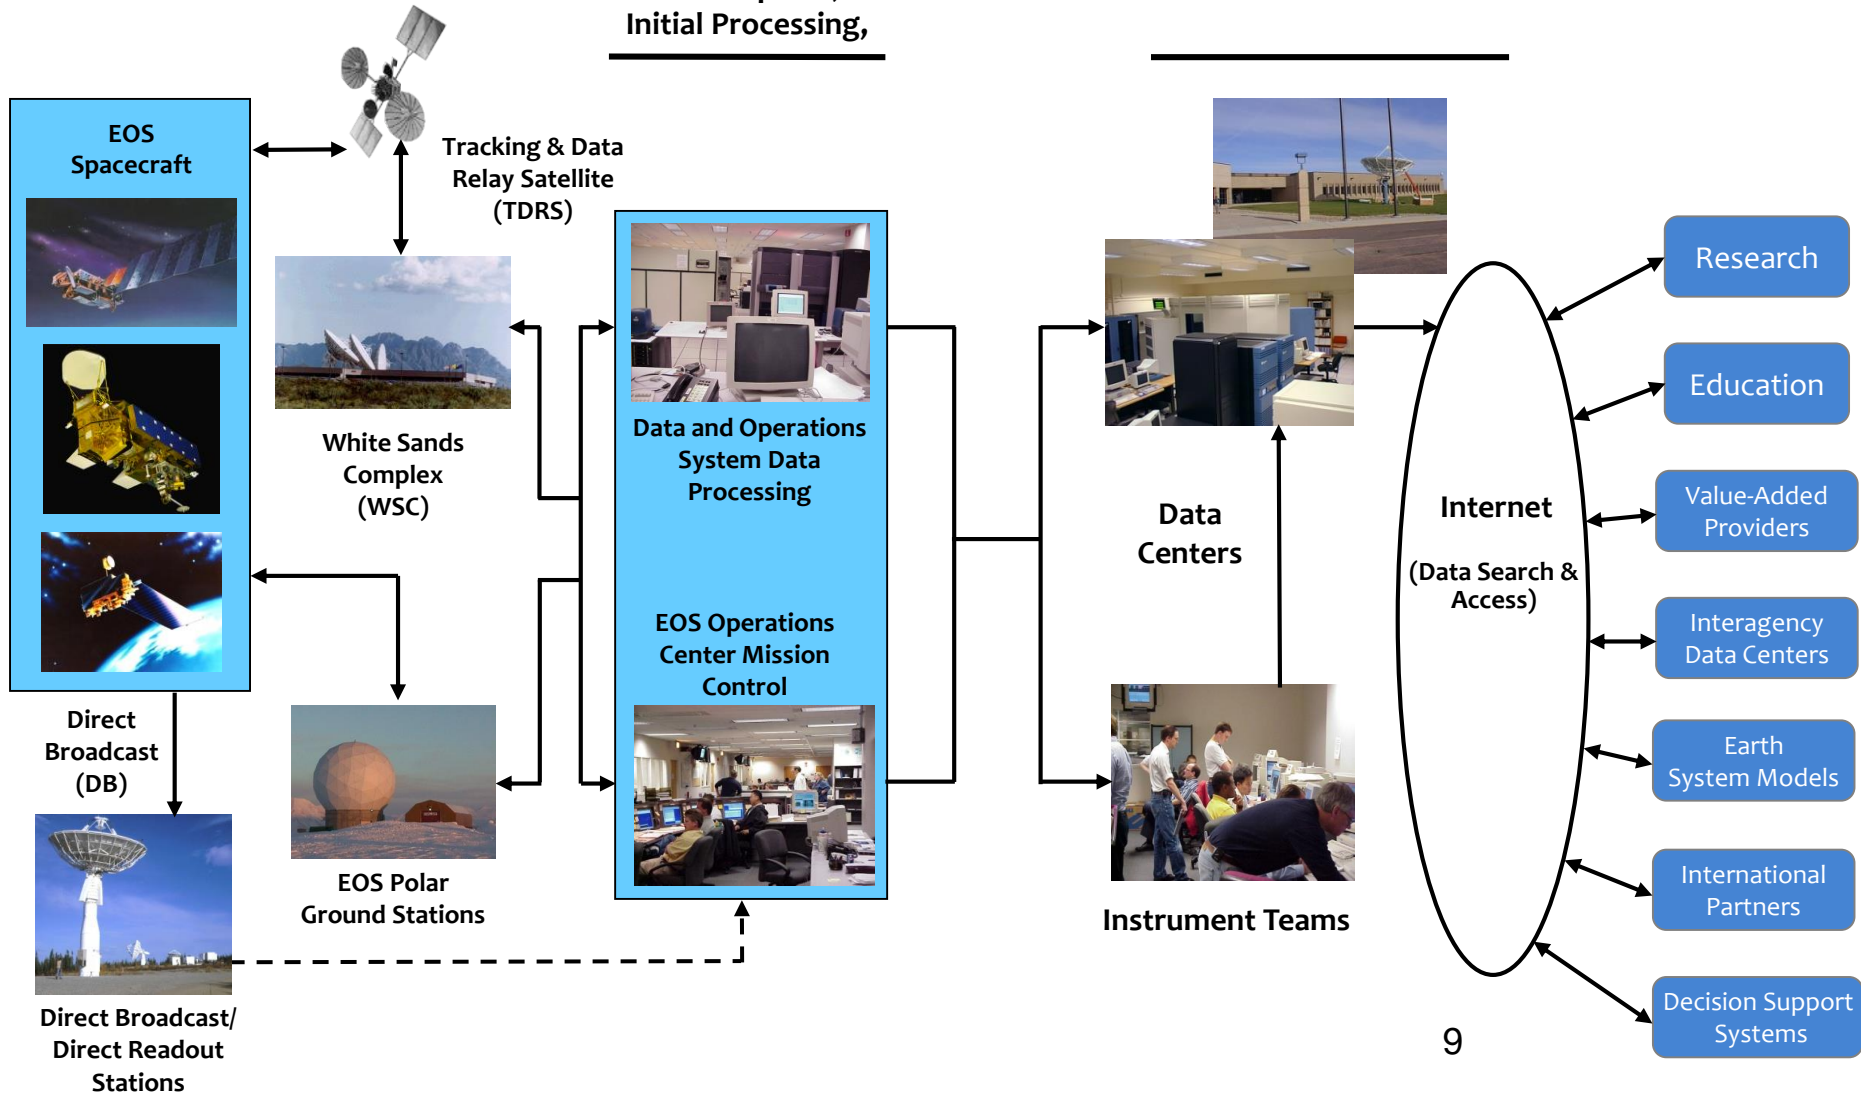 Initial Processing,
EOS
Spacecraft
Tracking & Data
Relay Satellite
(TDRS)
White Sands
Complex
(WSC)
Data and Operations
System Data
Processing
EOS Operations
Center Mission
Control
Direct
Broadcast
(DB)
EOS Polar
Ground Stations
Direct Broadcast/
Direct Readout
Stations
Data
Centers
Instrument Teams
Internet
(Data Search &
Access)
Research
Education
Value-Added
Providers
Interagency
Data Centers
Earth
System Models
International
Partners
Decision Support
Systems
9